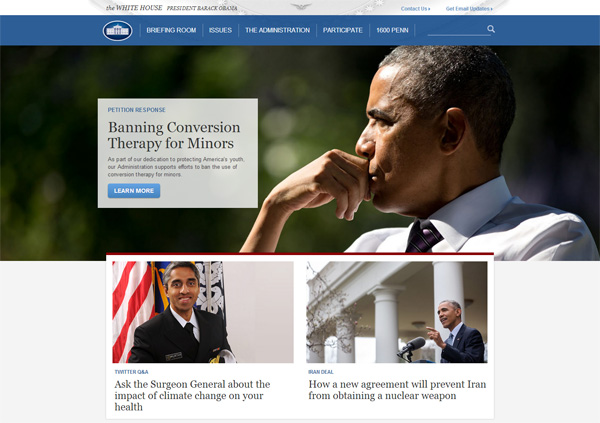 the WHITE HOUSE PRESIDENT BARACK OBAMA
Contact Us
Get Email Updates
BRIEFING ROOM
ISSUES
THE ADMINISTRATION
PARTICIPATE
1600 PENN
PETITION RESPONSE
Banning Conversion
Therapy for Minors
As part of our dedication to protecting America's youth,
our Administration supports efforts to ban the use of
conversion therapy for minors.
LEARN MORE
TWITTER Q&A
Ask the Surgeon General about the
impact of climate change on your
health
IRAN DEAL
How a new agreement will prevent Iran
from obtaining a nuclear weapon